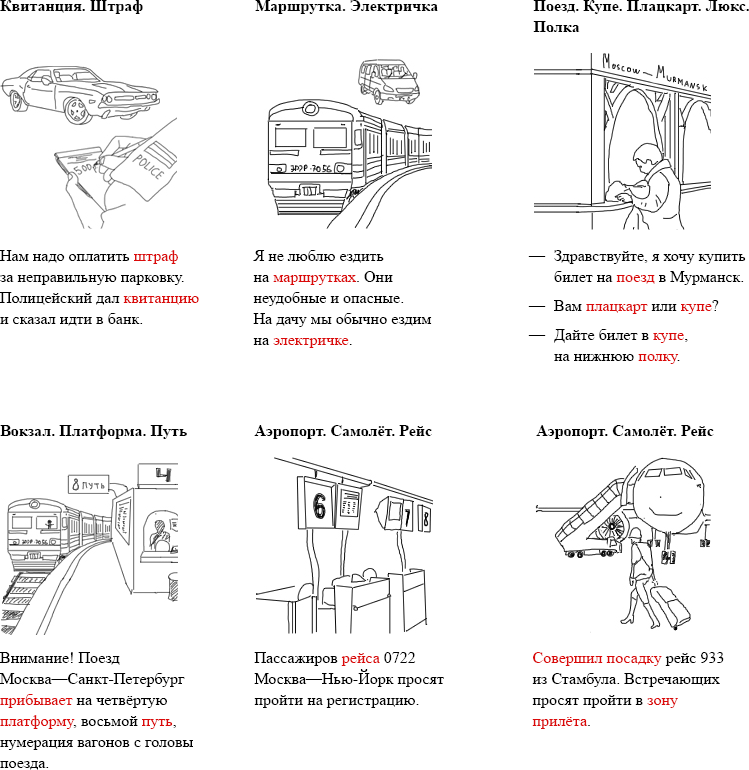 Квитанция. Штраф
500
POLICE
Нам надо оплатить штраф
за неправильную парковку.
Полицейский дал квитанцию
и сказал идти в банк.
Маршрутка. Электричка
ЭД2Р-7056
Я не люблю ездить
на маршрутках. Они
неудобные и опасные.
На дачу мы обычно ездим
на электричке.
Поезд. Купе. Плацкарт. Люкс.
Полка
MOSCOW — MURMANSK
— Здравствуйте, я хочу купить
билет на поезд в Мурманск.
— Вам плацкарт или купе?
— Дайте билет в купе,
на нижнюю полку.
Вокзал. Платформа. Путь
8 ПУТЬ
4
Внимание! Поезд
Москва—Санкт-Петербург
прибывает на четвёртую
платформу, восьмой путь,
нумерация вагонов с головы
поезда.
Аэропорт. Самолёт. Рейс
6
7
8
Пассажиров рейса 0722
Москва—Нью-Йорк просят
пройти на регистрацию.
Аэропорт. Самолёт. Рейс
Совершил посадку рейс 933
из Стамбула. Встречающих
просят пройти в зону
прилёта.